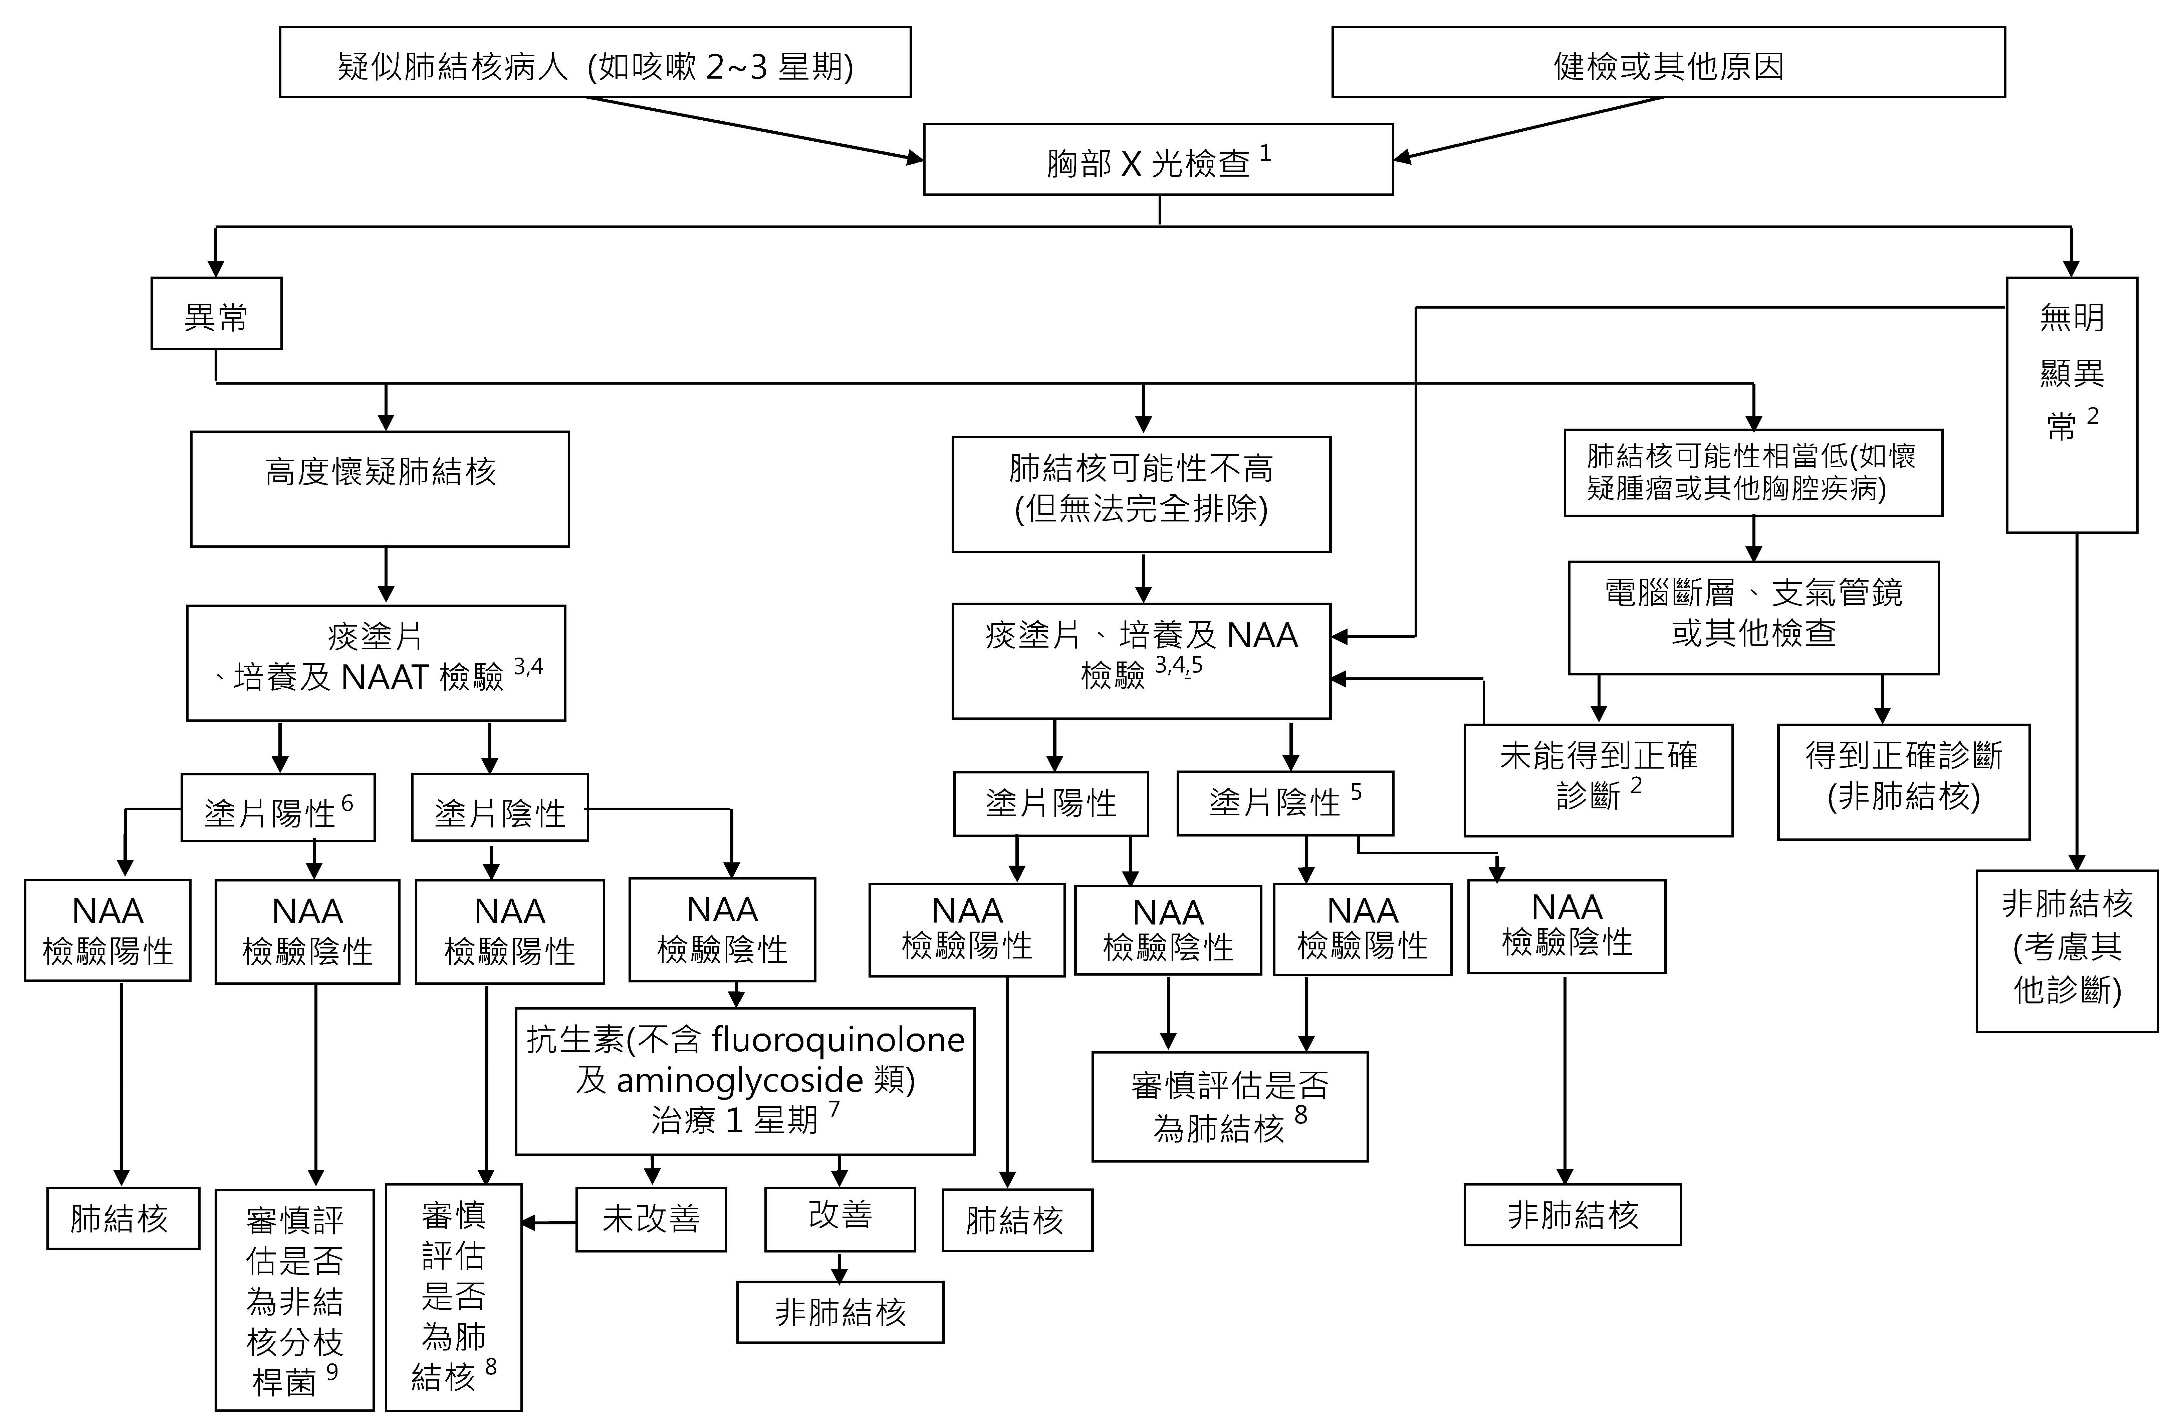 疑似肺結核病人 (如咳嗽 2~3 星期)
健檢或其他原因
胸部 X 光檢查 1
異常
無明
顯異
常 2
高度懷疑肺結核
肺結核可能性不高
(但無法完全排除)
肺結核可能性相當低(如懷
疑腫瘤或其他胸腔疾病)
痰塗片
、培養及 NAAT 檢驗 3,4
痰塗片、培養及 NAA
檢驗 3,4,5
電腦斷層、支氣管鏡
或其他檢查
塗片陽性 6
塗片陰性
塗片陽性
塗片陰性 5
未能得到正確
診斷 2
得到正確診斷
(非肺結核)
NAA
檢驗陽性
NAA
檢驗陰性
NAA
檢驗陽性
NAA
檢驗陰性
NAA
檢驗陽性
NAA
檢驗陰性
NAA
檢驗陽性
NAA
檢驗陰性
非肺結核
(考慮其
他診斷)
抗生素(不含 fluoroquinolone
及 aminoglycoside 類)
治療 1 星期 7
審慎評估是否
為肺結核 8
肺結核
審慎評
估是否
為非結
核分枝
桿菌 9
審慎
評估
是否
為肺
結核 8
未改善
改善
肺結核
非肺結核
非肺結核